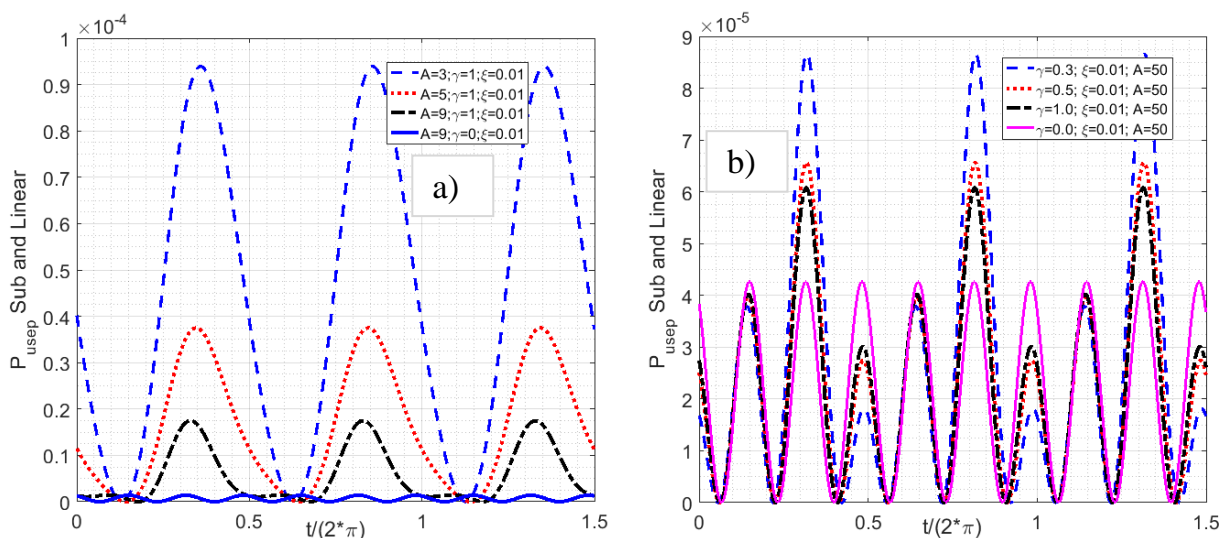 ×10⁻⁴
1
0.9
0.8
0.7
0.6
0.5
0.4
0.3
0.2
0.1
0
P_usep Sub and Linear
A=3;γ=1;ξ=0.01
A=5;γ=1;ξ=0.01
A=9;γ=1;ξ=0.01
A=9;γ=0;ξ=0.01
a)
0 0.5 1 1.5
t/(2*π)
×10⁻⁵
9
8
7
6
5
4
3
2
1
0
P_usep Sub and Linear
γ=0.3; ξ=0.01; A=50
γ=0.5; ξ=0.01; A=50
γ=1.0; ξ=0.01; A=50
γ=0.0; ξ=0.01; A=50
b)
0 0.5 1 1.5
t/(2*π)